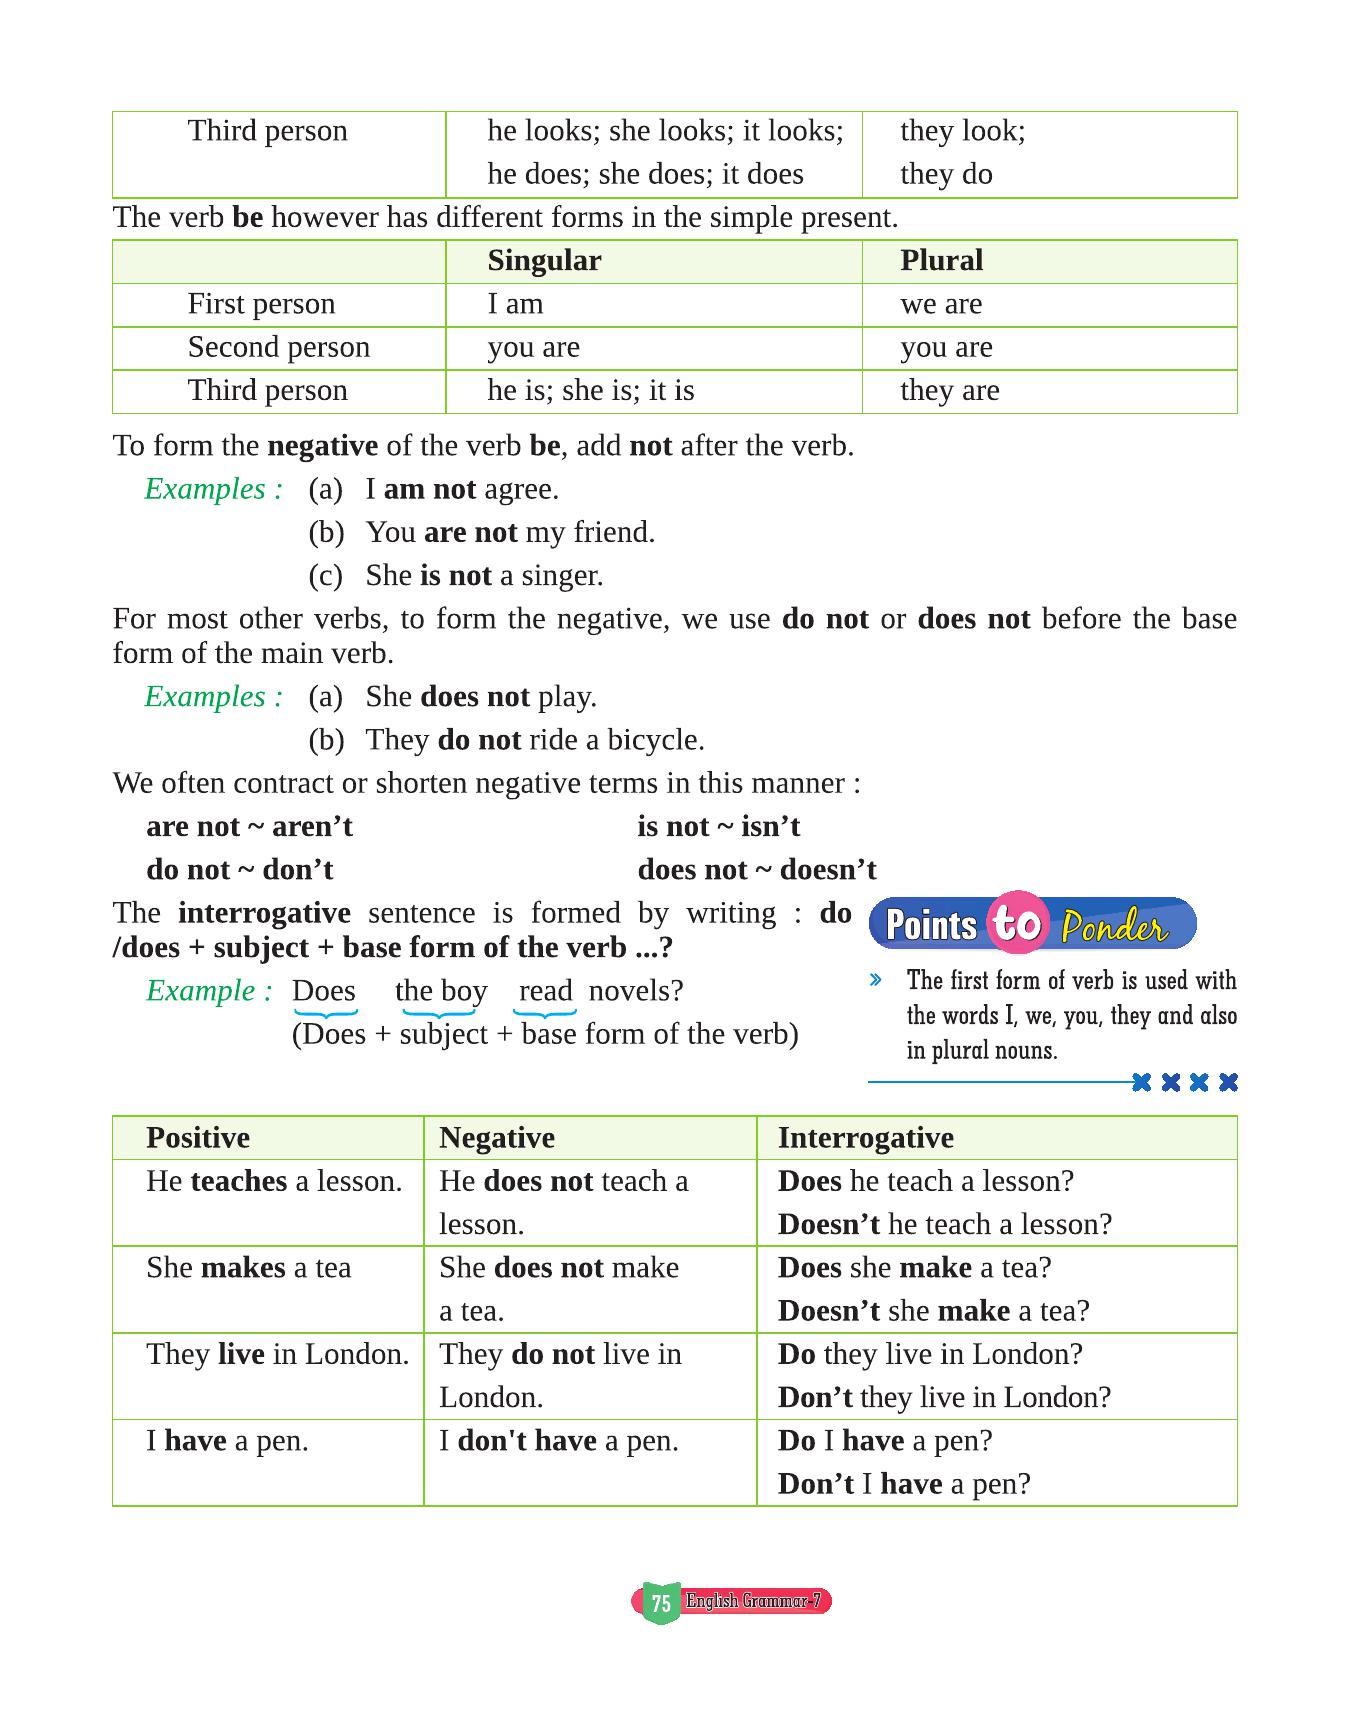 Third person he looks; she looks; it looks; they look;
he does; she does; it does they do
The verb be however has different forms in the simple present.
Singular Plural
First person I am we are
Second person you are you are
Third person he is; she is; it is they are
To form the negative of the verb be, add not after the verb.
Examples : (a) I am not agree.
(b) You are not my friend.
(c) She is not a singer.
For most other verbs, to form the negative, we use do not or does not before the base
form of the main verb.
Examples : (a) She does not play.
(b) They do not ride a bicycle.
We often contract or shorten negative terms in this manner :
are not ~ aren’t is not ~ isn’t
do not ~ don’t does not ~ doesn’t
The interrogative sentence is formed by writing : do
/does + subject + base form of the verb ...?
Example : Does the boy read novels?
(Does + subject + base form of the verb)
Points to Ponder
» The first form of verb is used with
the words I, we, you, they and also
in plural nouns.
Positive Negative Interrogative
He teaches a lesson. He does not teach a Does he teach a lesson?
lesson. Doesn’t he teach a lesson?
She makes a tea She does not make Does she make a tea?
a tea. Doesn’t she make a tea?
They live in London. They do not live in Do they live in London?
London. Don’t they live in London?
I have a pen. I don't have a pen. Do I have a pen?
Don’t I have a pen?
75 English Grammar-7